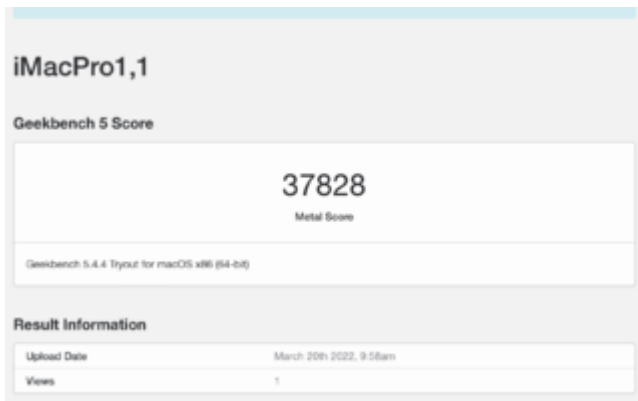 iMacPro1,1
Geekbench 5 Score
37828
Metal Score
Geekbench 5.4.4 Tryout for macOS x86 (64-bit)
Result Information
Upload Date March 20th 2022, 9:58am
Views 1